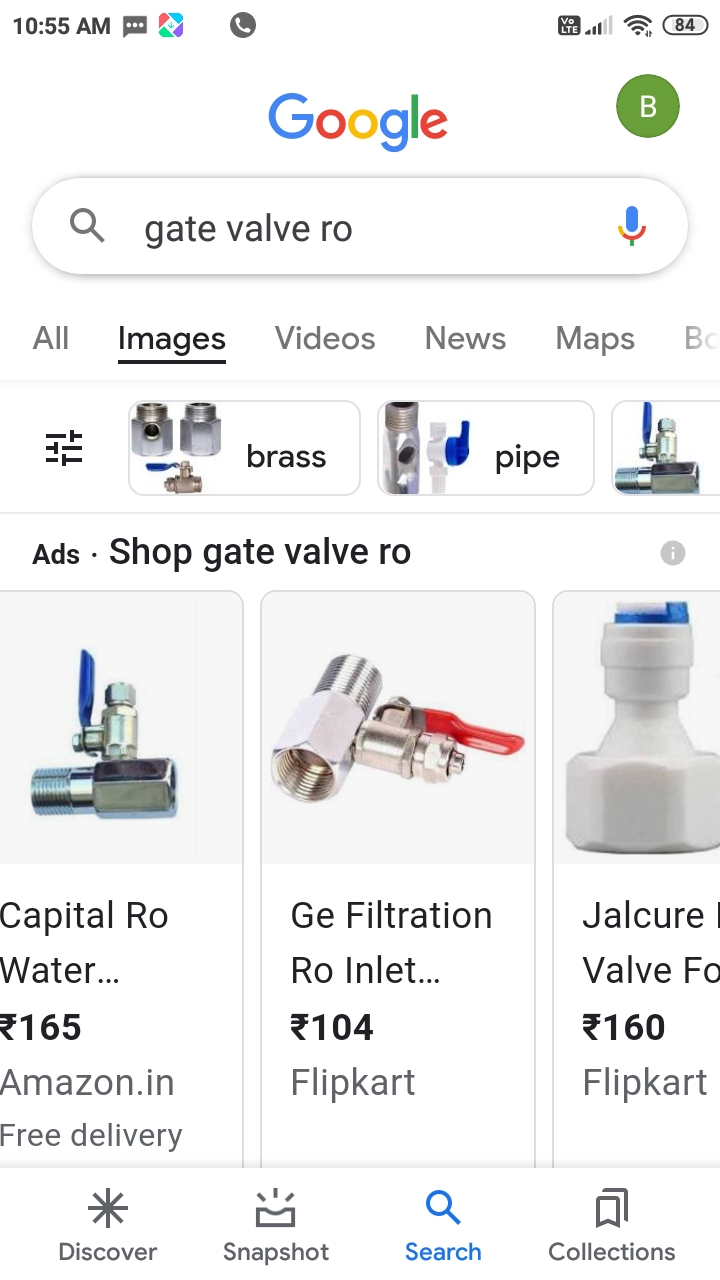 10:55 AM
Vo LTE
84
Google
B
gate valve ro
All Images Videos News Maps Bo
brass pipe
Ads · Shop gate valve ro
Capital Ro
Water...
₹165
Amazon.in
Free delivery
Ge Filtration
Ro Inlet...
₹104
Flipkart
Jalcure
Valve Fo
₹160
Flipkart
Discover Snapshot Search Collections